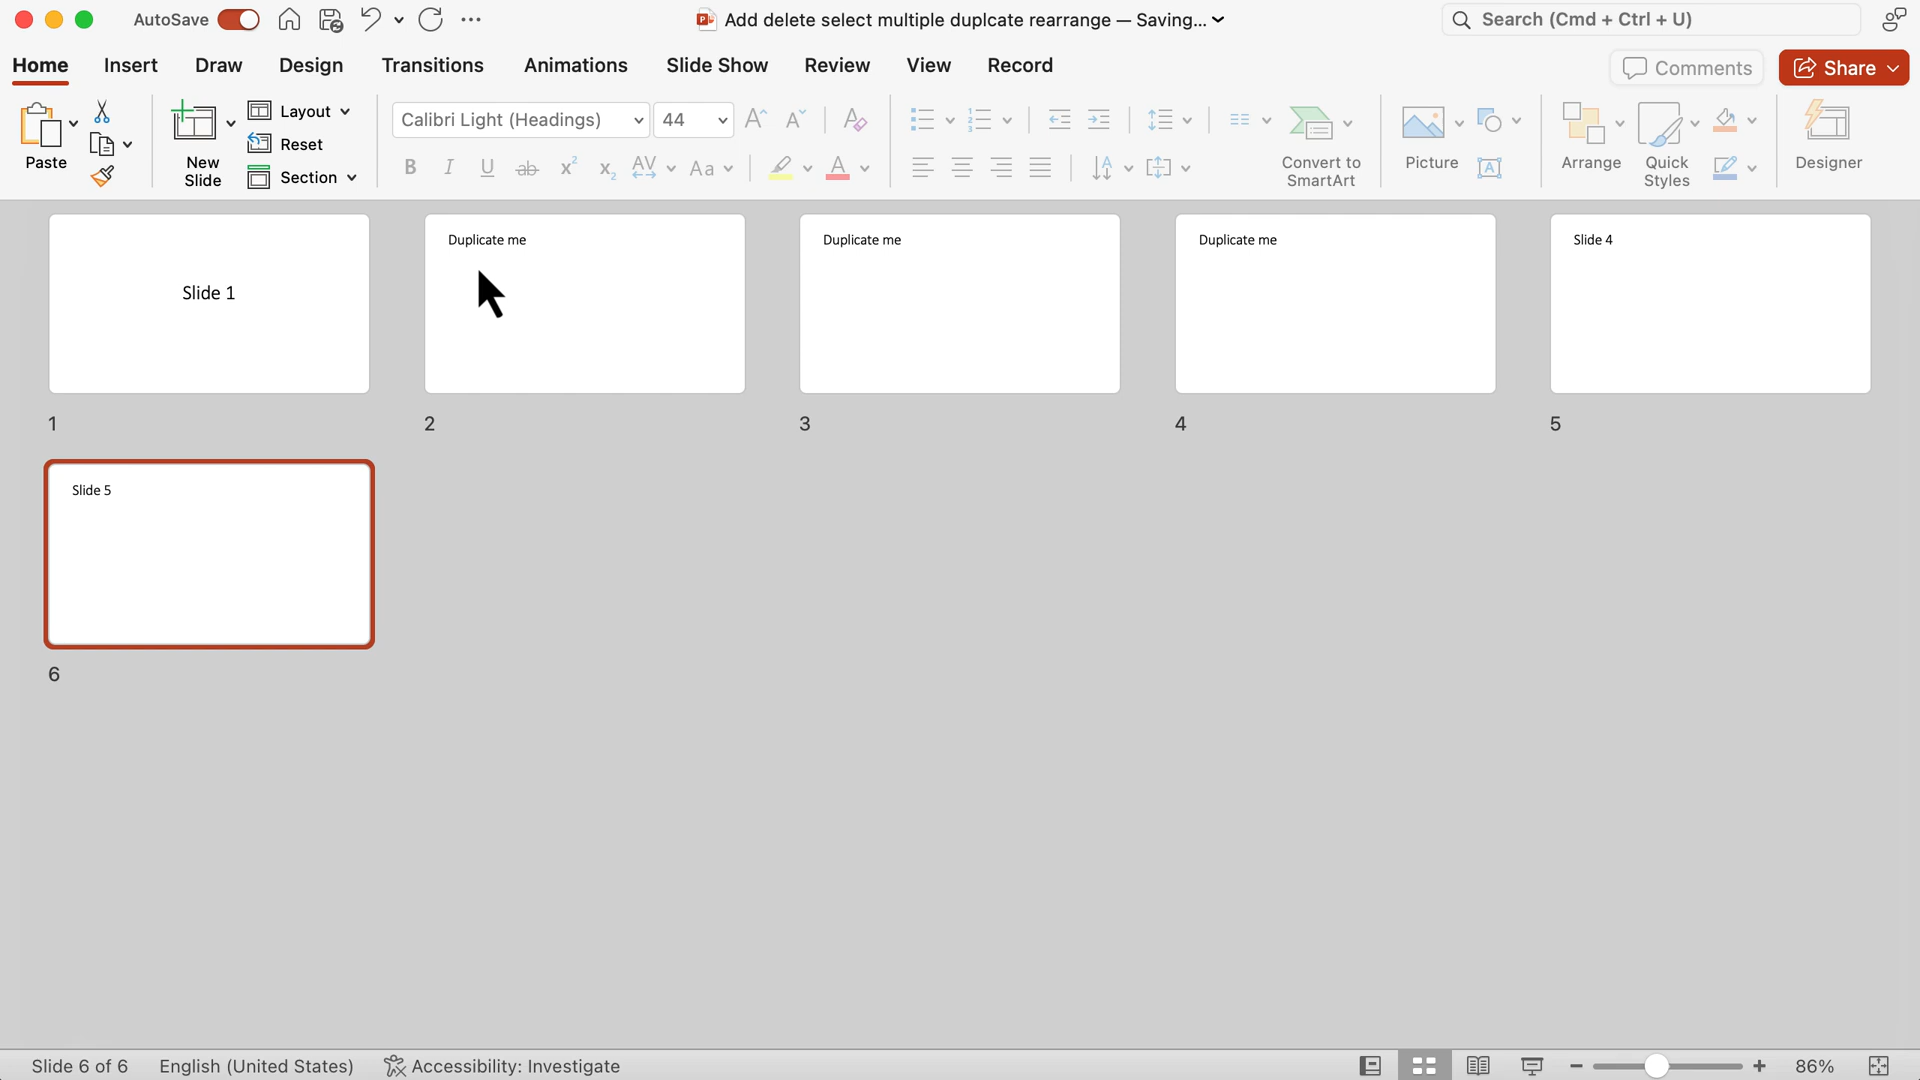 AutoSave
Add delete select multiple duplcate rearrange — Saving...
Search (Cmd + Ctrl + U)
Home Insert Draw Design Transitions Animations Slide Show Review View Record
Comments
Share
Paste
New
Slide
Layout
Reset
Section
Calibri Light (Headings)
44
Convert to
SmartArt
Picture
Arrange
Quick
Styles
Designer
Slide 1
Duplicate me
Duplicate me
Duplicate me
Slide 4
1
2
3
4
5
Slide 5
6
Slide 6 of 6
English (United States)
Accessibility: Investigate
86%